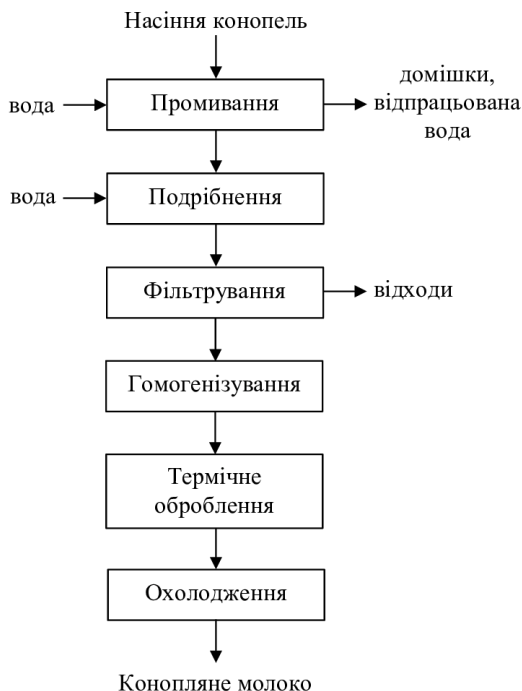 Насіння конопель
вода
Промивання
домішки,
відпрацьована
вода
вода
Подрібнення
Фільтрування
відходи
Гомогенізування
Термічне
оброблення
Охолодження
Конопляне молоко